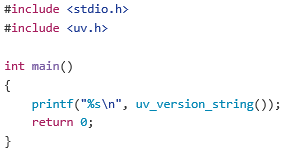 #include <stdio.h>
#include <uv.h>

int main()
{
    printf("%s\n", uv_version_string());
    return 0;
}